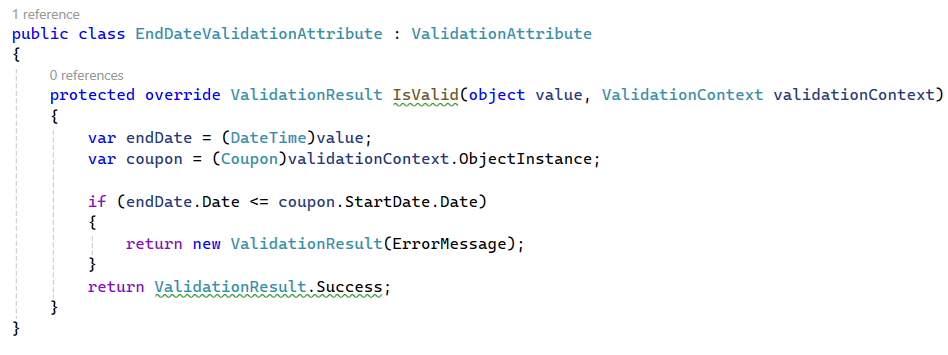 1 reference
public class EndDateValidationAttribute : ValidationAttribute
{
0 references
protected override ValidationResult IsValid(object value, ValidationContext validationContext)
{
var endDate = (DateTime)value;
var coupon = (Coupon)validationContext.ObjectInstance;
if (endDate.Date <= coupon.StartDate.Date)
{
return new ValidationResult(ErrorMessage);
}
return ValidationResult.Success;
}
}